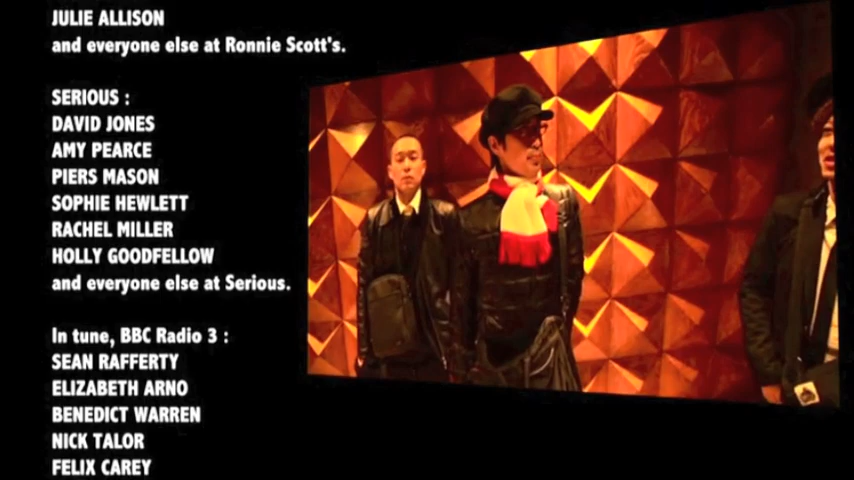 JULIE ALLISON
and everyone else at Ronnie Scott's.
SERIOUS :
DAVID JONES
AMY PEARCE
PIERS MASON
SOPHIE HEWLETT
RACHEL MILLER
HOLLY GOODFELLOW
and everyone else at Serious.
In tune, BBC Radio 3 :
SEAN RAFFERTY
ELIZABETH ARNO
BENEDICT WARREN
NICK TALOR
FELIX CAREY